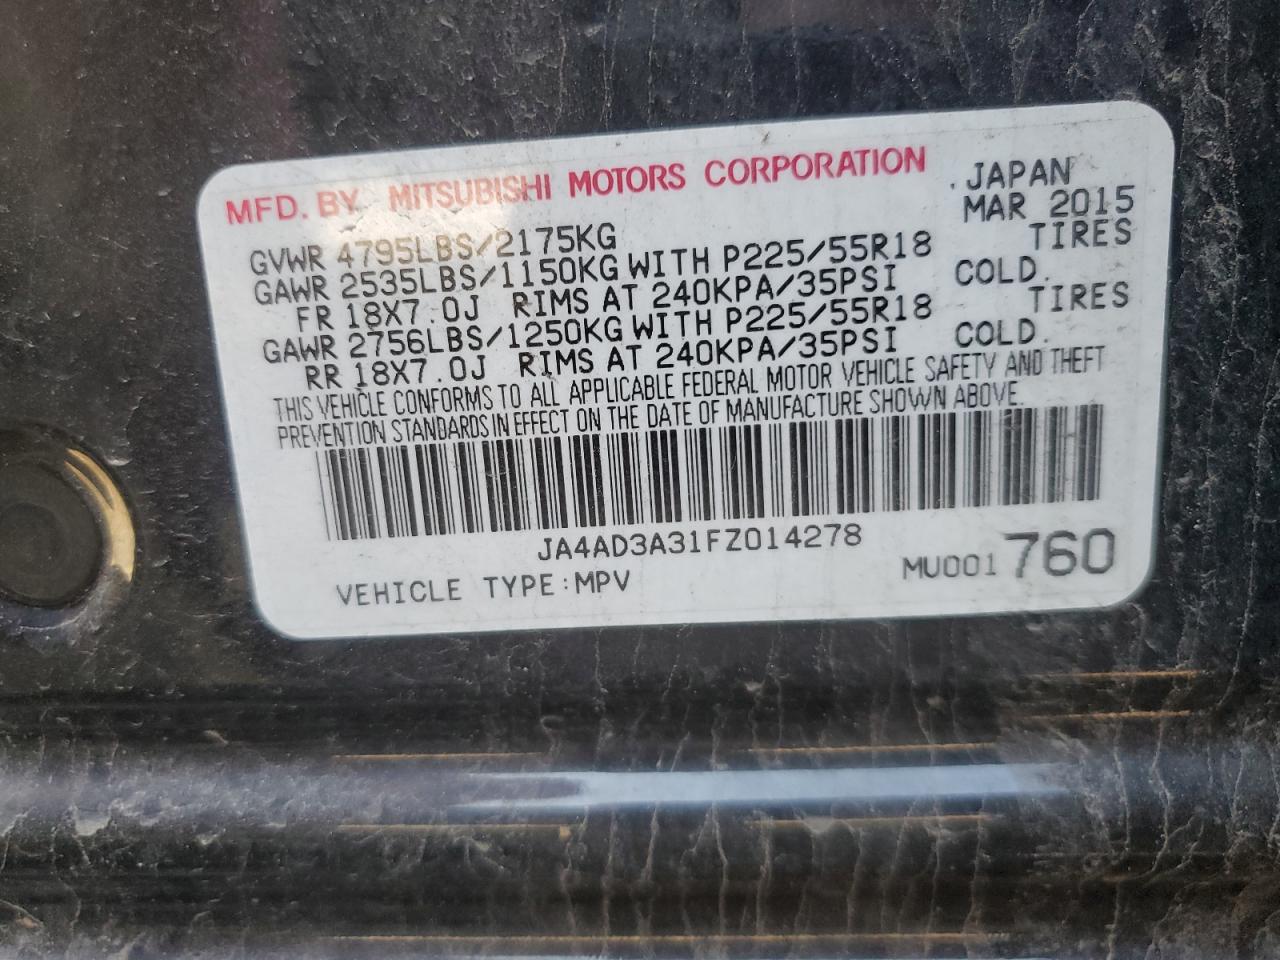 MFD. BY MITSUBISHI MOTORS CORPORATION . JAPAN
MAR 2015
GVWR 4795LBS/2175KG
GAWR 2535LBS/1150KG WITH P225/55R18 TIRES
FR 18X7.0J RIMS AT 240KPA/35PSI COLD.
GAWR 2756LBS/1250KG WITH P225/55R18 TIRES
RR 18X7.0J RIMS AT 240KPA/35PSI COLD.
THIS VEHICLE CONFORMS TO ALL APPLICABLE FEDERAL MOTOR VEHICLE SAFETY AND THEFT
PREVENTION STANDARDS IN EFFECT ON THE DATE OF MANUFACTURE SHOWN ABOVE.
JA4AD3A31FZ014278
VEHICLE TYPE:MPV MU001760